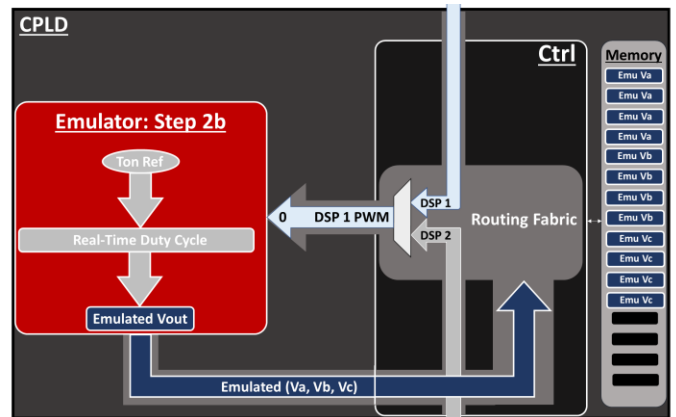 CPLD
Ctrl
Memory
Emu Va
Emu Va
Emu Va
Emu Va
Emu Vb
Emu Vb
Emu Vb
Emu Vb
Emu Vc
Emu Vc
Emu Vc
Emu Vc
Emulator: Step 2b
Ton Ref
Real-Time Duty Cycle
Emulated Vout
0 DSP 1 PWM
DSP 1
DSP 2
Routing Fabric
Emulated (Va, Vb, Vc)